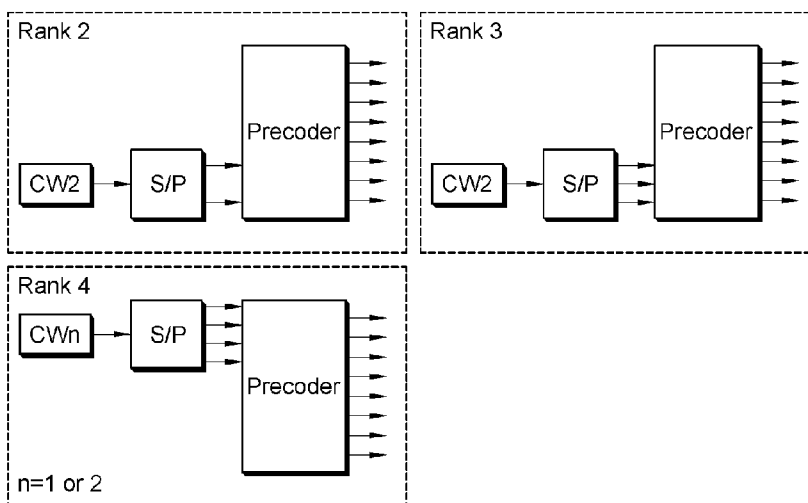 Rank 2
Precoder
CW2
S/P
Rank 3
Precoder
CW2
S/P
Rank 4
CWn
S/P
Precoder
n=1 or 2